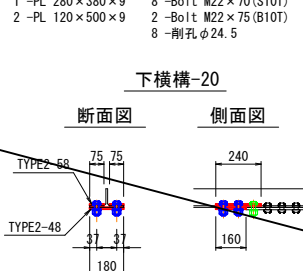 1 -PL 280×380×9
2 -PL 120×500×9
8 -Bolt M22×70(S10T)
2 -Bolt M22×75(B10T)
8 -削孔φ24.5
下横構-20
断面図
側面図
TYPE2-58
75
75
240
TYPE2-48
37
37
160
180